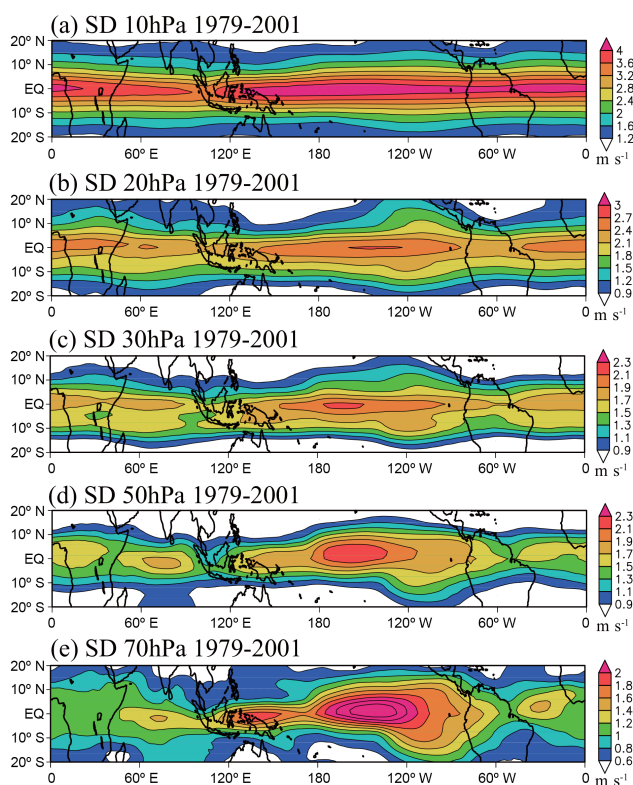 (a) SD 10hPa 1979-2001
20° N
10° N
EQ
10° S
20° S
0 60°E 120°E 180 120°W 60°W 0
4
3.6
3.2
2.8
2.4
2
1.6
1.2
m s⁻¹
(b) SD 20hPa 1979-2001
20° N
10° N
EQ
10° S
20° S
0 60°E 120°E 180 120°W 60°W 0
3
2.7
2.4
2.1
1.8
1.5
1.2
0.9
m s⁻¹
(c) SD 30hPa 1979-2001
20° N
10° N
EQ
10° S
20° S
0 60°E 120°E 180 120°W 60°W 0
2.3
2.1
1.9
1.7
1.5
1.3
1.1
0.9
m s⁻¹
(d) SD 50hPa 1979-2001
20° N
10° N
EQ
10° S
20° S
0 60°E 120°E 180 120°W 60°W 0
2.3
2.1
1.9
1.7
1.5
1.3
1.1
0.9
m s⁻¹
(e) SD 70hPa 1979-2001
20° N
10° N
EQ
10° S
20° S
0 60°E 120°E 180 120°W 60°W 0
2
1.8
1.6
1.4
1.2
1
0.8
0.6
m s⁻¹